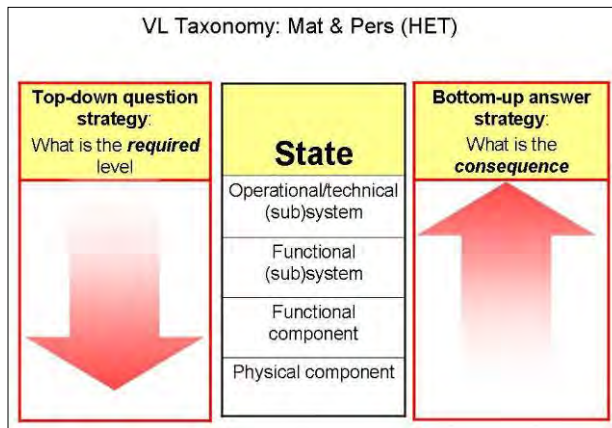 VL Taxonomy: Mat & Pers (HET)
Top-down question
strategy:
What is the required
level
State
Operational/technical
(sub)system
Functional
(sub)system
Functional
component
Physical component
Bottom-up answer
strategy:
What is the
consequence